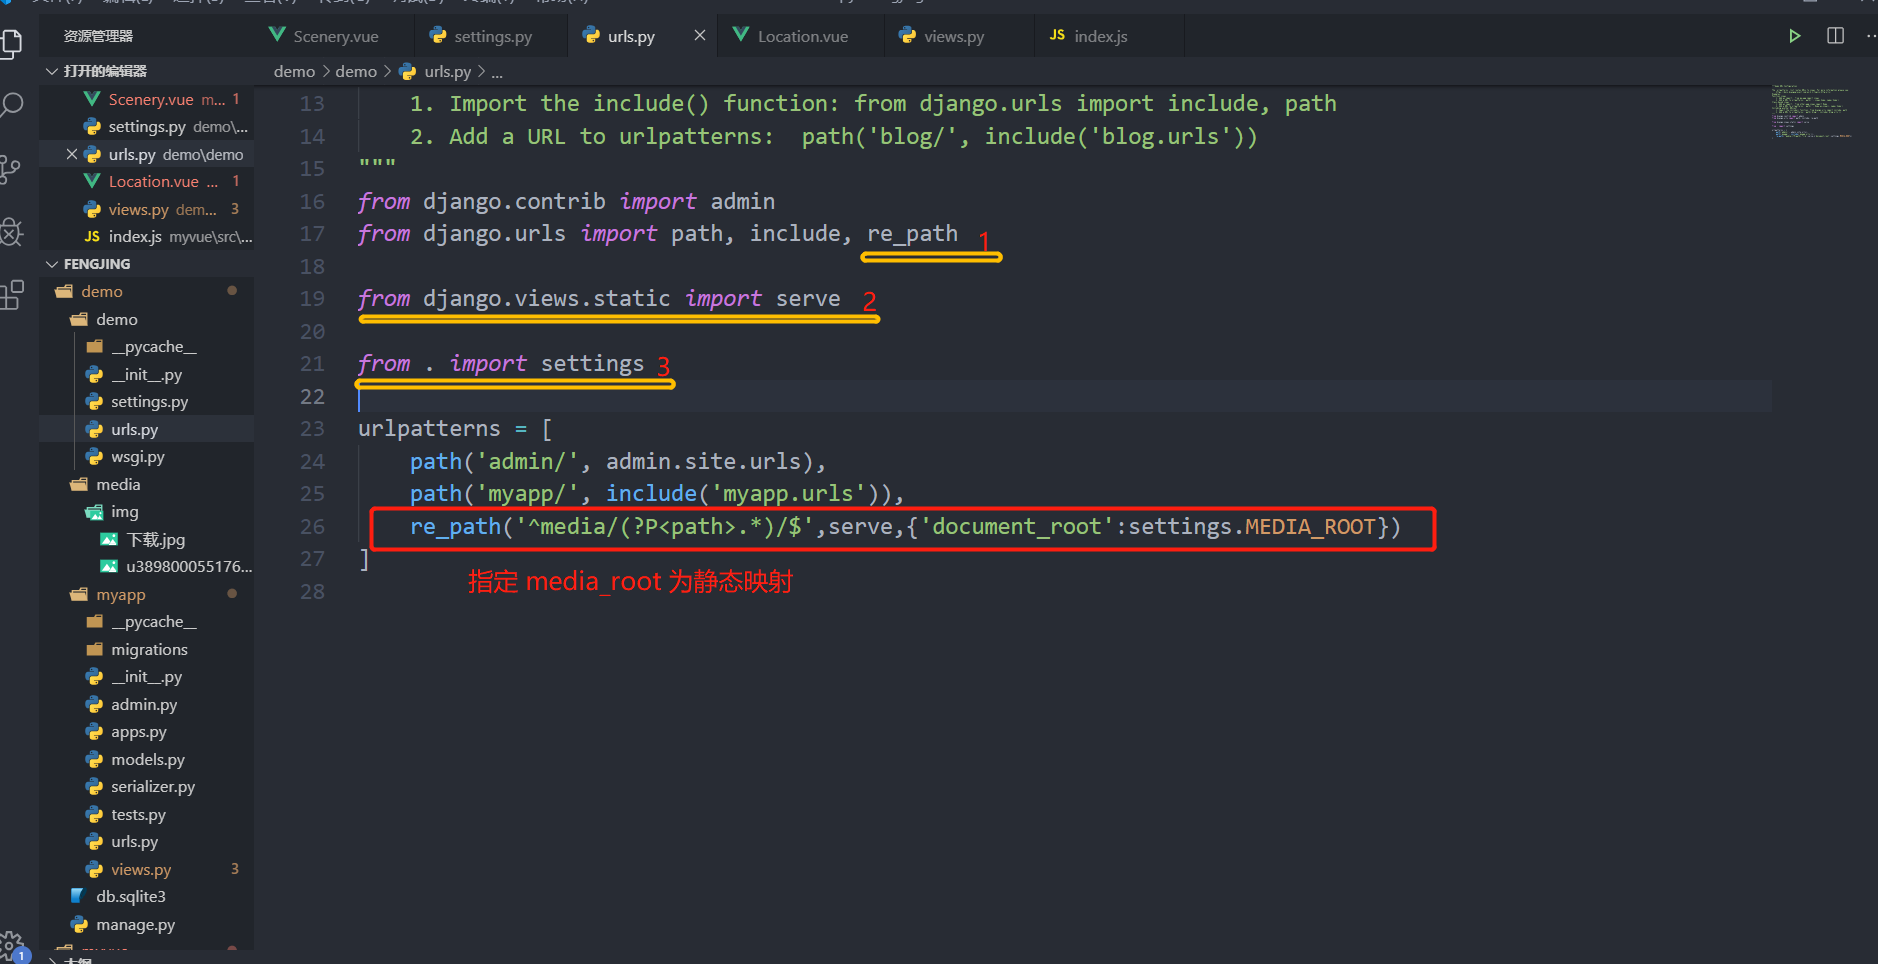 资源管理器
Scenery.vue
settings.py
urls.py
Location.vue
views.py
JS index.js
打开的编辑器
demo > demo > urls.py > ...
Scenery.vue m... 1
settings.py demo\...
urls.py demo\demo
Location.vue ... 1
views.py dem... 3
JS index.js myvue\src\...
FENGJING
demo
demo
__pycache__
__init__.py
settings.py
urls.py
wsgi.py
media
img
下载.jpg
u389800055176...
myapp
__pycache__
migrations
__init__.py
admin.py
apps.py
models.py
serializer.py
tests.py
urls.py
views.py 3
db.sqlite3
manage.py
大纲
1
13 1. Import the include() function: from django.urls import include, path
14 2. Add a URL to urlpatterns:  path('blog/', include('blog.urls'))
15 """
16 from django.contrib import admin
17 from django.urls import path, include, re_path 1
18
19 from django.views.static import serve 2
20
21 from . import settings 3
22
23 urlpatterns = [
24 path('admin/', admin.site.urls),
25 path('myapp/', include('myapp.urls')),
26 re_path('^media/(?P<path>.*)/$',serve,{'document_root':settings.MEDIA_ROOT})
27 ]
指定 media_root 为静态映射
28